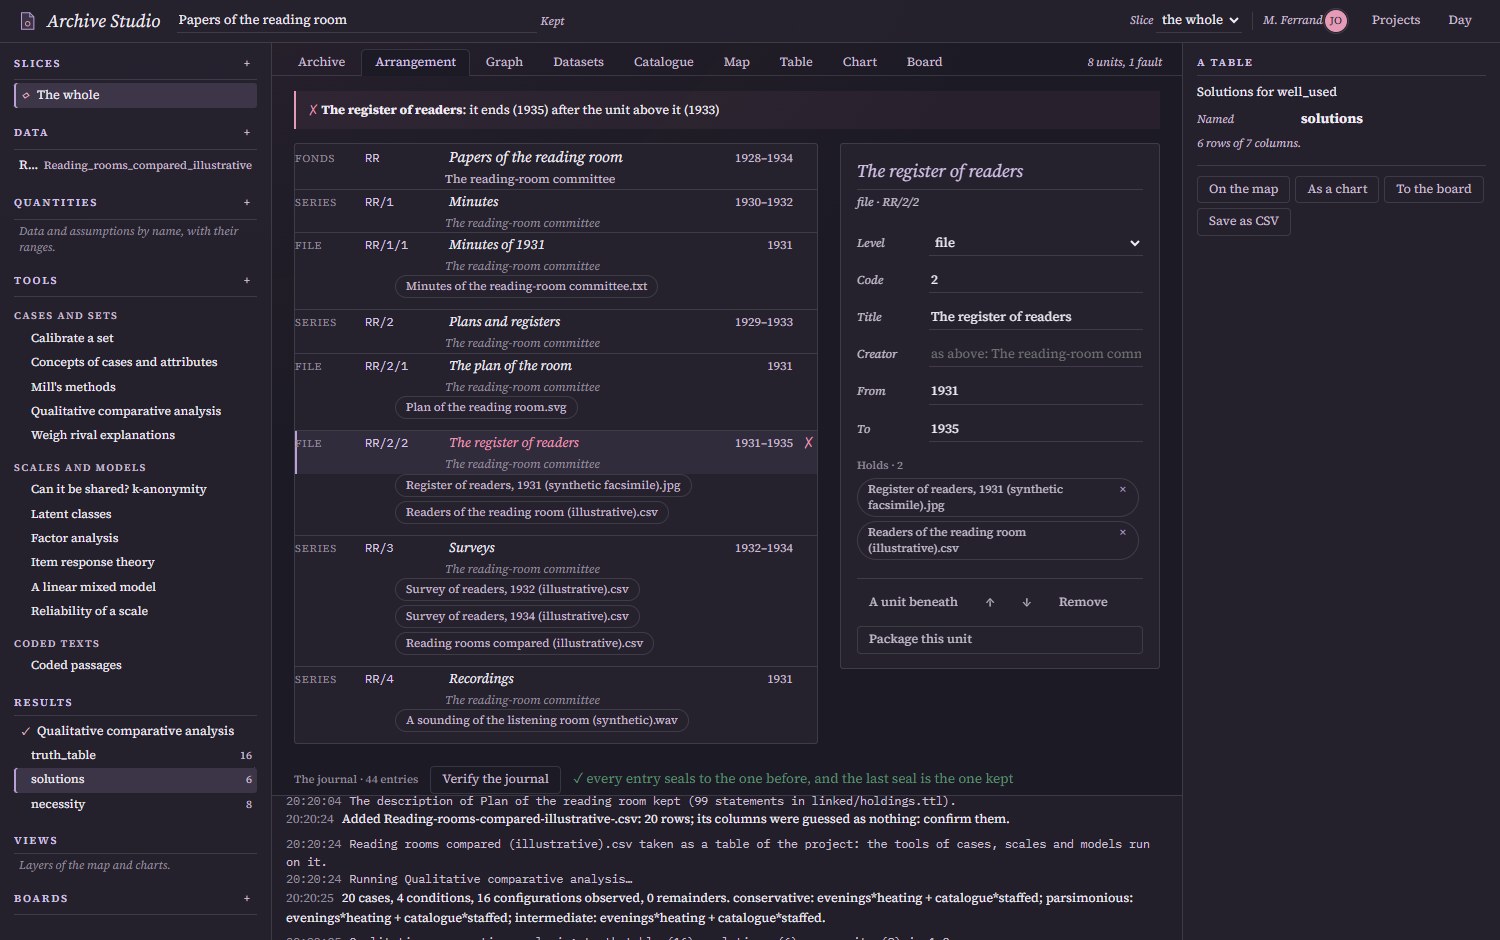 Archive Studio
Papers of the reading room
Kept
Slice the whole
M. Ferrand
JO
Projects
Day
SLICES +
The whole
DATA +
R... Reading_rooms_compared_illustrative
QUANTITIES +
Data and assumptions by name, with their
ranges.
TOOLS +
CASES AND SETS
Calibrate a set
Concepts of cases and attributes
Mill's methods
Qualitative comparative analysis
Weigh rival explanations
SCALES AND MODELS
Can it be shared? k-anonymity
Latent classes
Factor analysis
Item response theory
A linear mixed model
Reliability of a scale
CODED TEXTS
Coded passages
RESULTS
✓ Qualitative comparative analysis
truth_table 16
solutions 6
necessity 8
VIEWS
Layers of the map and charts.
BOARDS +
Archive Arrangement Graph Datasets Catalogue Map Table Chart Board
8 units, 1 fault
✗ The register of readers: it ends (1935) after the unit above it (1933)
FONDS RR Papers of the reading room 1928–1934
The reading-room committee
SERIES RR/1 Minutes 1930–1932
The reading-room committee
FILE RR/1/1 Minutes of 1931 1931
The reading-room committee
Minutes of the reading-room committee.txt
SERIES RR/2 Plans and registers 1929–1933
The reading-room committee
FILE RR/2/1 The plan of the room 1931
The reading-room committee
Plan of the reading room.svg
FILE RR/2/2 The register of readers 1931–1935 ✗
The reading-room committee
Register of readers, 1931 (synthetic facsimile).jpg
Readers of the reading room (illustrative).csv
SERIES RR/3 Surveys 1932–1934
The reading-room committee
Survey of readers, 1932 (illustrative).csv
Survey of readers, 1934 (illustrative).csv
Reading rooms compared (illustrative).csv
SERIES RR/4 Recordings 1931
The reading-room committee
A sounding of the listening room (synthetic).wav
The register of readers
file · RR/2/2
Level file
Code 2
Title The register of readers
Creator as above: The reading-room comm
From 1931
To 1935
Holds · 2
Register of readers, 1931 (synthetic
facsimile).jpg ×
Readers of the reading room
(illustrative).csv ×
A unit beneath ↑ ↓ Remove
Package this unit
The journal · 44 entries
Verify the journal
✓ every entry seals to the one before, and the last seal is the one kept
20:20:04 The description of Plan of the reading room kept (99 statements in linked/holdings.ttl).
20:20:24 Added Reading-rooms-compared-illustrative-.csv: 20 rows; its columns were guessed as nothing: confirm them.
20:20:24 Reading rooms compared (illustrative).csv taken as a table of the project: the tools of cases, scales and models run
on it.
20:20:24 Running Qualitative comparative analysis…
20:20:25 20 cases, 4 conditions, 16 configurations observed, 0 remainders. conservative: evenings*heating + catalogue*staffed; parsimonious:
evenings*heating + catalogue*staffed; intermediate: evenings*heating + catalogue*staffed.
A TABLE
Solutions for well_used
Named solutions
6 rows of 7 columns.
On the map
As a chart
To the board
Save as CSV